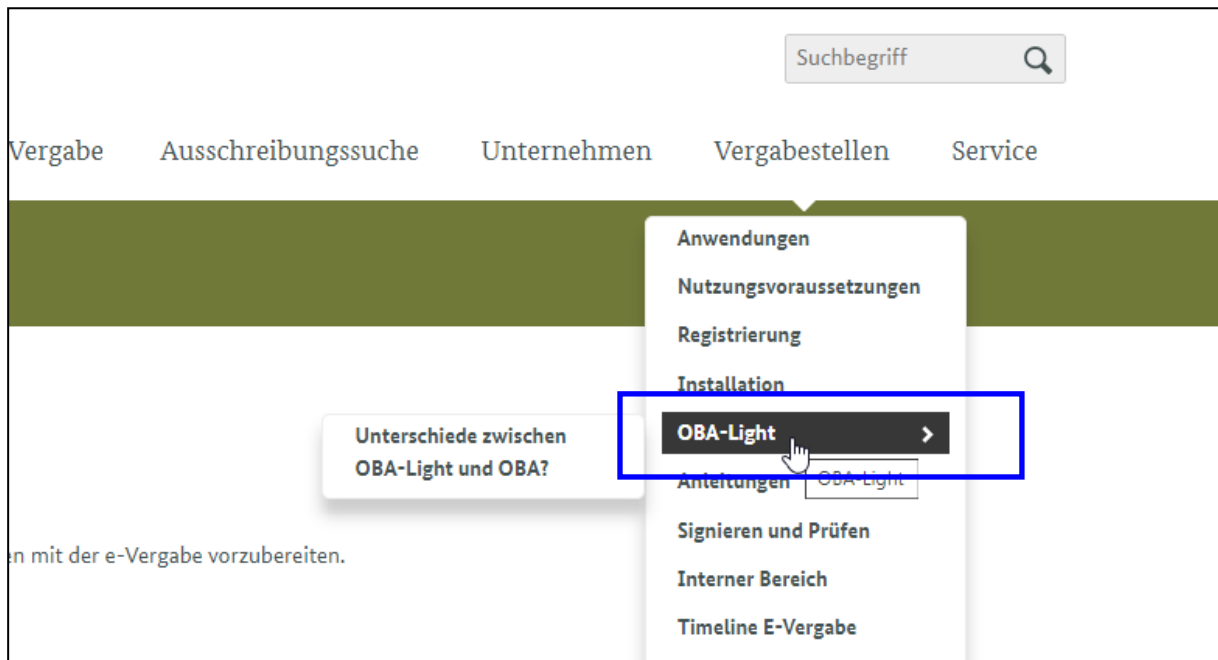 Suchbegriff
Vergabe Ausschreibungssuche Unternehmen Vergabestellen Service
Anwendungen
Nutzungsvoraussetzungen
Registrierung
Installation
OBA-Light
Unterschiede zwischen
OBA-Light und OBA?
Anleitungen
OBA-Light
Signieren und Prüfen
en mit der e-Vergabe vorzubereiten.
Interner Bereich
Timeline E-Vergabe